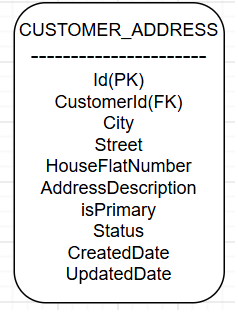 CUSTOMER_ADDRESS
----------------------
Id(PK)
CustomerId(FK)
City
Street
HouseFlatNumber
AddressDescription
isPrimary
Status
CreatedDate
UpdatedDate